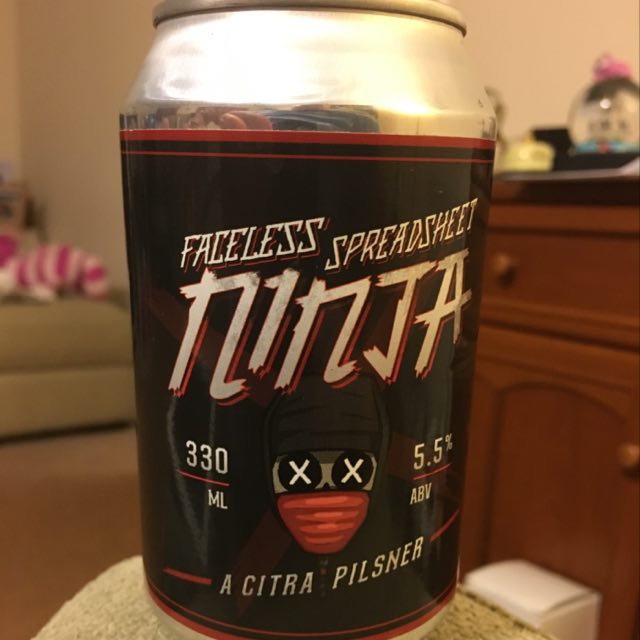 FACELESS SPREADSHEET
NINJA
330
ML
5.5%
ABV
X X
A CITRA PILSNER